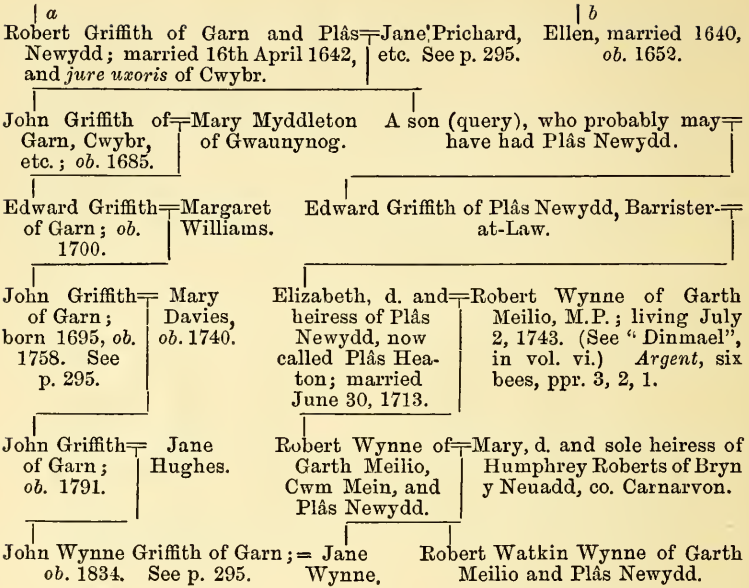 a
b
Robert Griffith of Garn and Plâs=Jane Prichard,
Newydd; married 16th April 1642, etc. See p. 295.
and jure uxoris of Cwybr.
Ellen, married 1640,
ob. 1652.
John Griffith of=Mary Myddleton
Garn, Cwybr, of Gwaunynog.
etc.; ob. 1685.
A son (query), who probably may=
have had Plâs Newydd.
Edward Griffith=Margaret
of Garn; ob. Williams.
1700.
Edward Griffith of Plâs Newydd, Barrister-=
at-Law.
John Griffith= Mary
of Garn; Davies,
born 1695, ob. ob. 1740.
1758. See
p. 295.
Elizabeth, d. and=Robert Wynne of Garth
heiress of Plâs Meilio, M.P.; living July
Newydd, now 2, 1743. (See "Dinmael",
called Plâs Hea- in vol. vi.) Argent, six
ton; married bees, ppr. 3, 2, 1.
June 30, 1713.
John Griffith= Jane
of Garn; Hughes.
ob. 1791.
Robert Wynne of=Mary, d. and sole heiress of
Garth Meilio, Humphrey Roberts of Bryn
Cwm Mein, and y Neuadd, co. Carnarvon.
Plâs Newydd.
John Wynne Griffith of Garn;= Jane
ob. 1834. See p. 295. Wynne.
Robert Watkin Wynne of Garth
Meilio and Plâs Newydd.